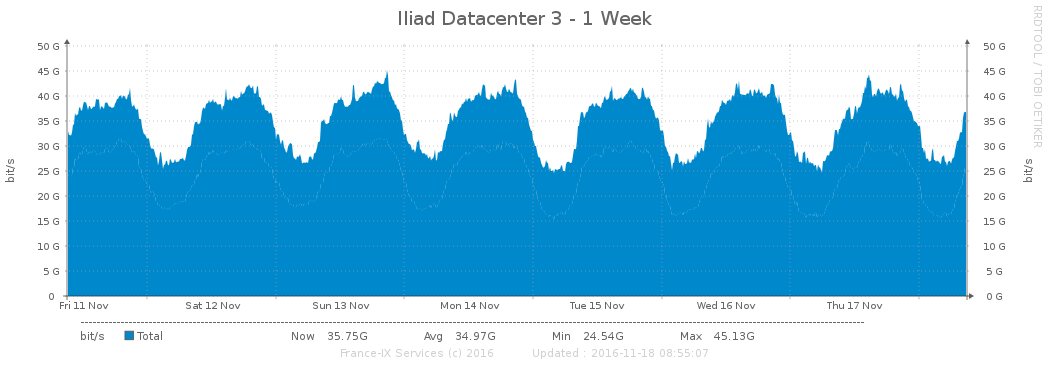 Iliad Datacenter 3 - 1 Week
RRDTOOL / TOBI OETIKER
bit/s
50 G
45 G
40 G
35 G
30 G
25 G
20 G
15 G
10 G
5 G
0
50 G
45 G
40 G
35 G
30 G
25 G
20 G
15 G
10 G
5 G
0 G
bit/s
Fri 11 Nov Sat 12 Nov Sun 13 Nov Mon 14 Nov Tue 15 Nov Wed 16 Nov Thu 17 Nov
bit/s Total Now 35.75G Avg 34.97G Min 24.54G Max 45.13G
France-IX Services (c) 2016 Updated : 2016-11-18 08:55:07